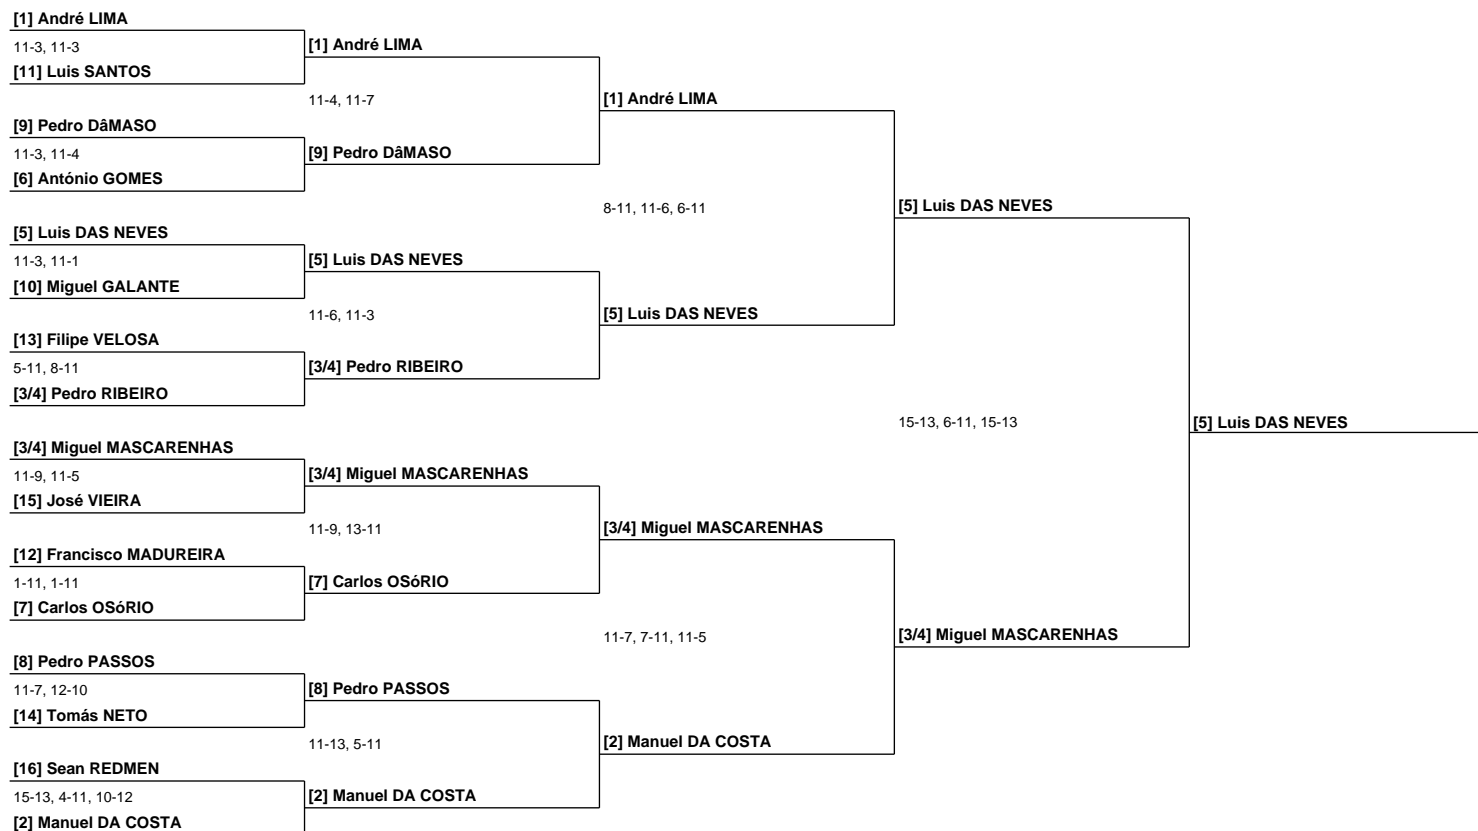 [1] André LIMA
11-3, 11-3
[11] Luis SANTOS
[9] Pedro DâMASO
11-3, 11-4
[6] António GOMES
[5] Luis DAS NEVES
11-3, 11-1
[10] Miguel GALANTE
[13] Filipe VELOSA
5-11, 8-11
[3/4] Pedro RIBEIRO
[3/4] Miguel MASCARENHAS
11-9, 11-5
[15] José VIEIRA
[12] Francisco MADUREIRA
1-11, 1-11
[7] Carlos OSóRIO
[8] Pedro PASSOS
11-7, 12-10
[14] Tomás NETO
[16] Sean REDMEN
15-13, 4-11, 10-12
[2] Manuel DA COSTA
[1] André LIMA
11-4, 11-7
[9] Pedro DâMASO
[5] Luis DAS NEVES
11-6, 11-3
[3/4] Pedro RIBEIRO
[3/4] Miguel MASCARENHAS
11-9, 13-11
[7] Carlos OSóRIO
[8] Pedro PASSOS
11-13, 5-11
[2] Manuel DA COSTA
[1] André LIMA
8-11, 11-6, 6-11
[5] Luis DAS NEVES
[3/4] Miguel MASCARENHAS
11-7, 7-11, 11-5
[2] Manuel DA COSTA
[5] Luis DAS NEVES
15-13, 6-11, 15-13
[3/4] Miguel MASCARENHAS
[5] Luis DAS NEVES